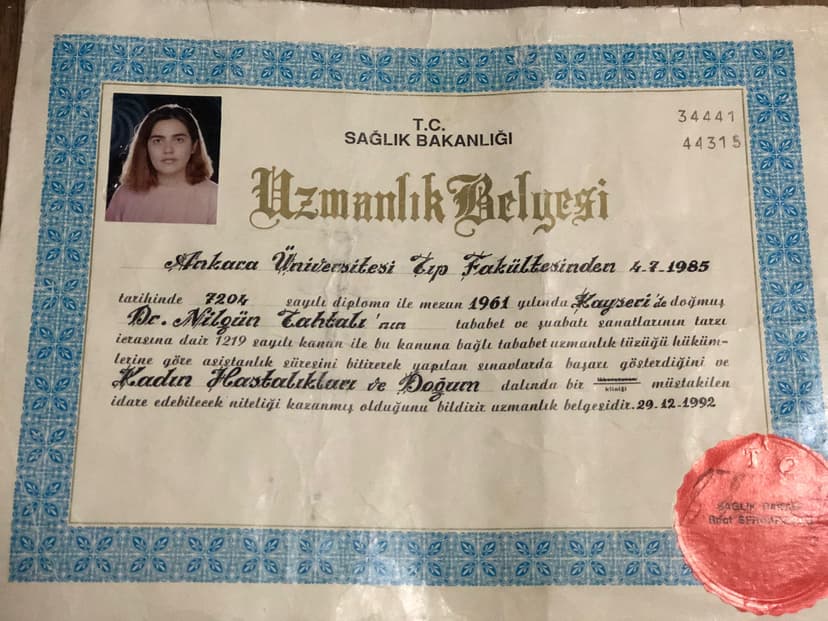 T.C.
SAĞLIK BAKANLIĞI
34441
44315
Uzmanlık Belgesi
Ankara Üniversitesi Tıp Fakültesinden 4-7-1985
tarihinde 7204 sayılı diploma ile mezun 1961 yılında Kayseri'de doğmuş
Dr. Nilgün Tahtalı'nın tababet ve şuabatı sanatlarının tarzı
icrasına dair 1219 sayılı kanun ile bu kanuna bağlı tababet uzmanlık tüzüğü hüküm-
lerine göre asistanlık süresini bitirerek yapılan sınavlarda başarı gösterdiğini ve
Kadın Hastalıkları ve Doğum dalında bir kliniği müstakilen
idare edebilecek niteliği kazanmış olduğunu bildirir uzmanlık belgesidir. 29-12-1992
T C
SAĞLIK